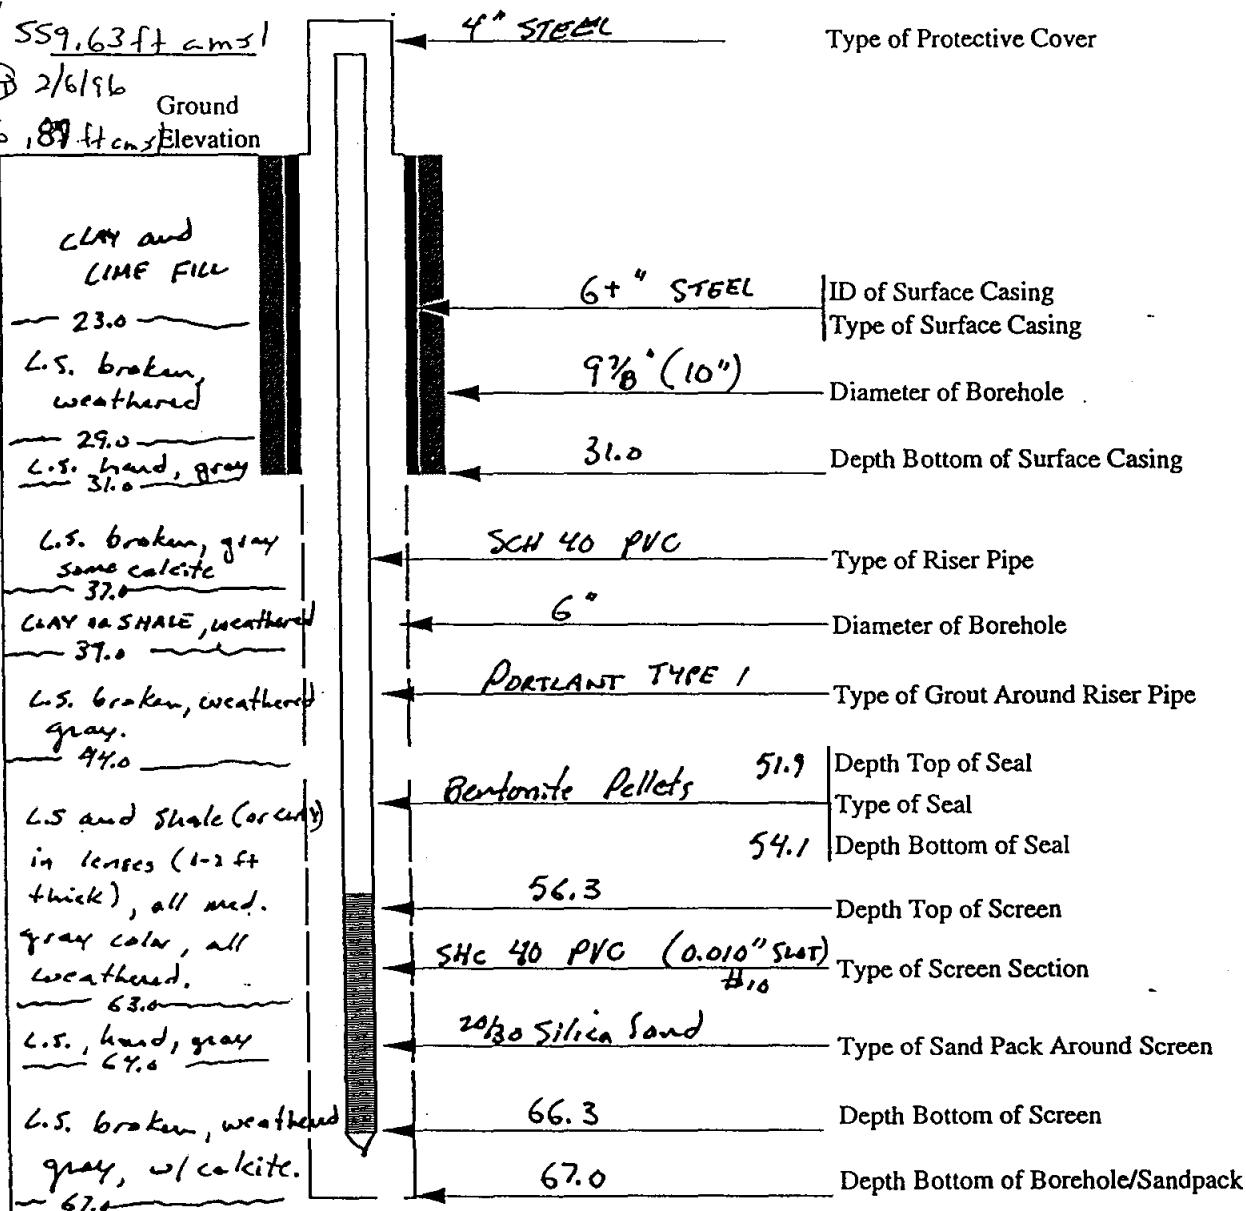 559.63 ft amsl
4" STEEL
Type of Protective Cover
2/6/96
Ground
Elevation
.87 ft amsl
CLAY and
LIME FILL
23.0
6+" STEEL
ID of Surface Casing
Type of Surface Casing
L.S. broken,
weathered
29.0
9 7/8" (10")
Diameter of Borehole
L.S. hard, gray
31.0
31.0
Depth Bottom of Surface Casing
L.S. broken, gray
some calcite
37.0
SCH 40 PVC
Type of Riser Pipe
CLAY or SHALE, weathered
39.0
6"
Diameter of Borehole
L.S. broken, weathered
gray.
44.0
PORTLANT TYPE 1
Type of Grout Around Riser Pipe
51.9
Depth Top of Seal
Bentonite Pellets
Type of Seal
54.1
Depth Bottom of Seal
L.S and Shale (or clay)
in lenses (1-2 ft
thick), all med.
gray color, all
weathered.
63.0
56.3
Depth Top of Screen
SHc 40 PVC (0.010" SLOT)
#10
Type of Screen Section
L.S., hard, gray
64.0
20/30 Silica Sand
Type of Sand Pack Around Screen
L.S. broken, weathered
gray, w/ calcite.
67.0
66.3
Depth Bottom of Screen
67.0
Depth Bottom of Borehole/Sandpack